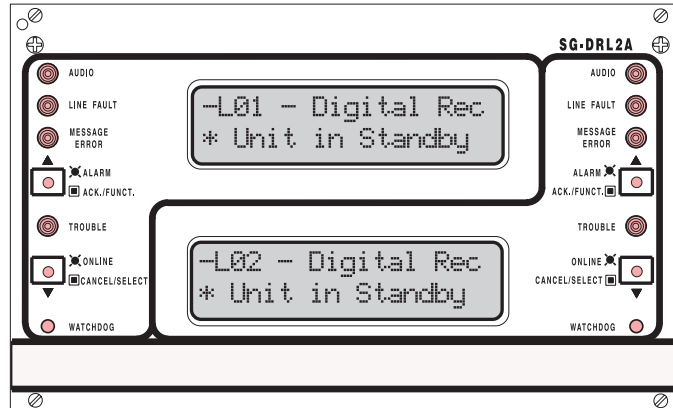 SG-DRL2A
AUDIO
LINE FAULT
MESSAGE
ERROR
ALARM
ACK./FUNCT.
TROUBLE
ONLINE
CANCEL/SELECT
WATCHDOG
-L01 - Digital Rec
* Unit in Standby
-L02 - Digital Rec
* Unit in Standby
AUDIO
LINE FAULT
MESSAGE
ERROR
ALARM
ACK./FUNCT.
TROUBLE
ONLINE
CANCEL/SELECT
WATCHDOG